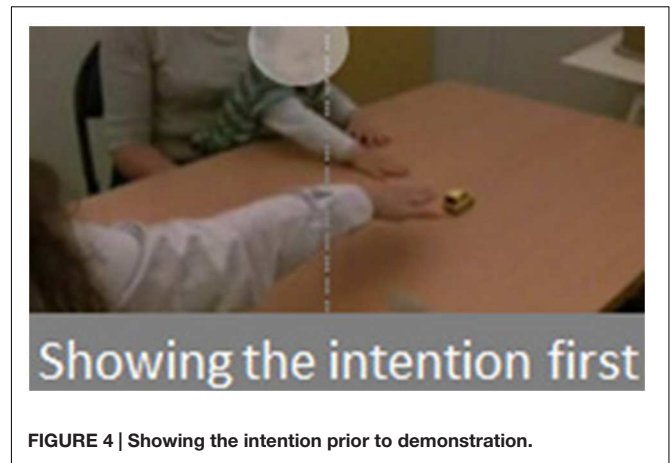 Showing the intention first
FIGURE 4 | Showing the intention prior to demonstration.